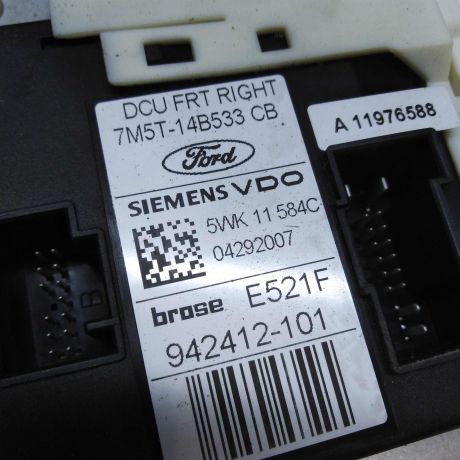 DCU FRT RIGHT
7M5T-14B533 CB
Ford
SIEMENS VDO
5WK 11 584C
04292007
brose E521F
942412-101
A 11976588
B